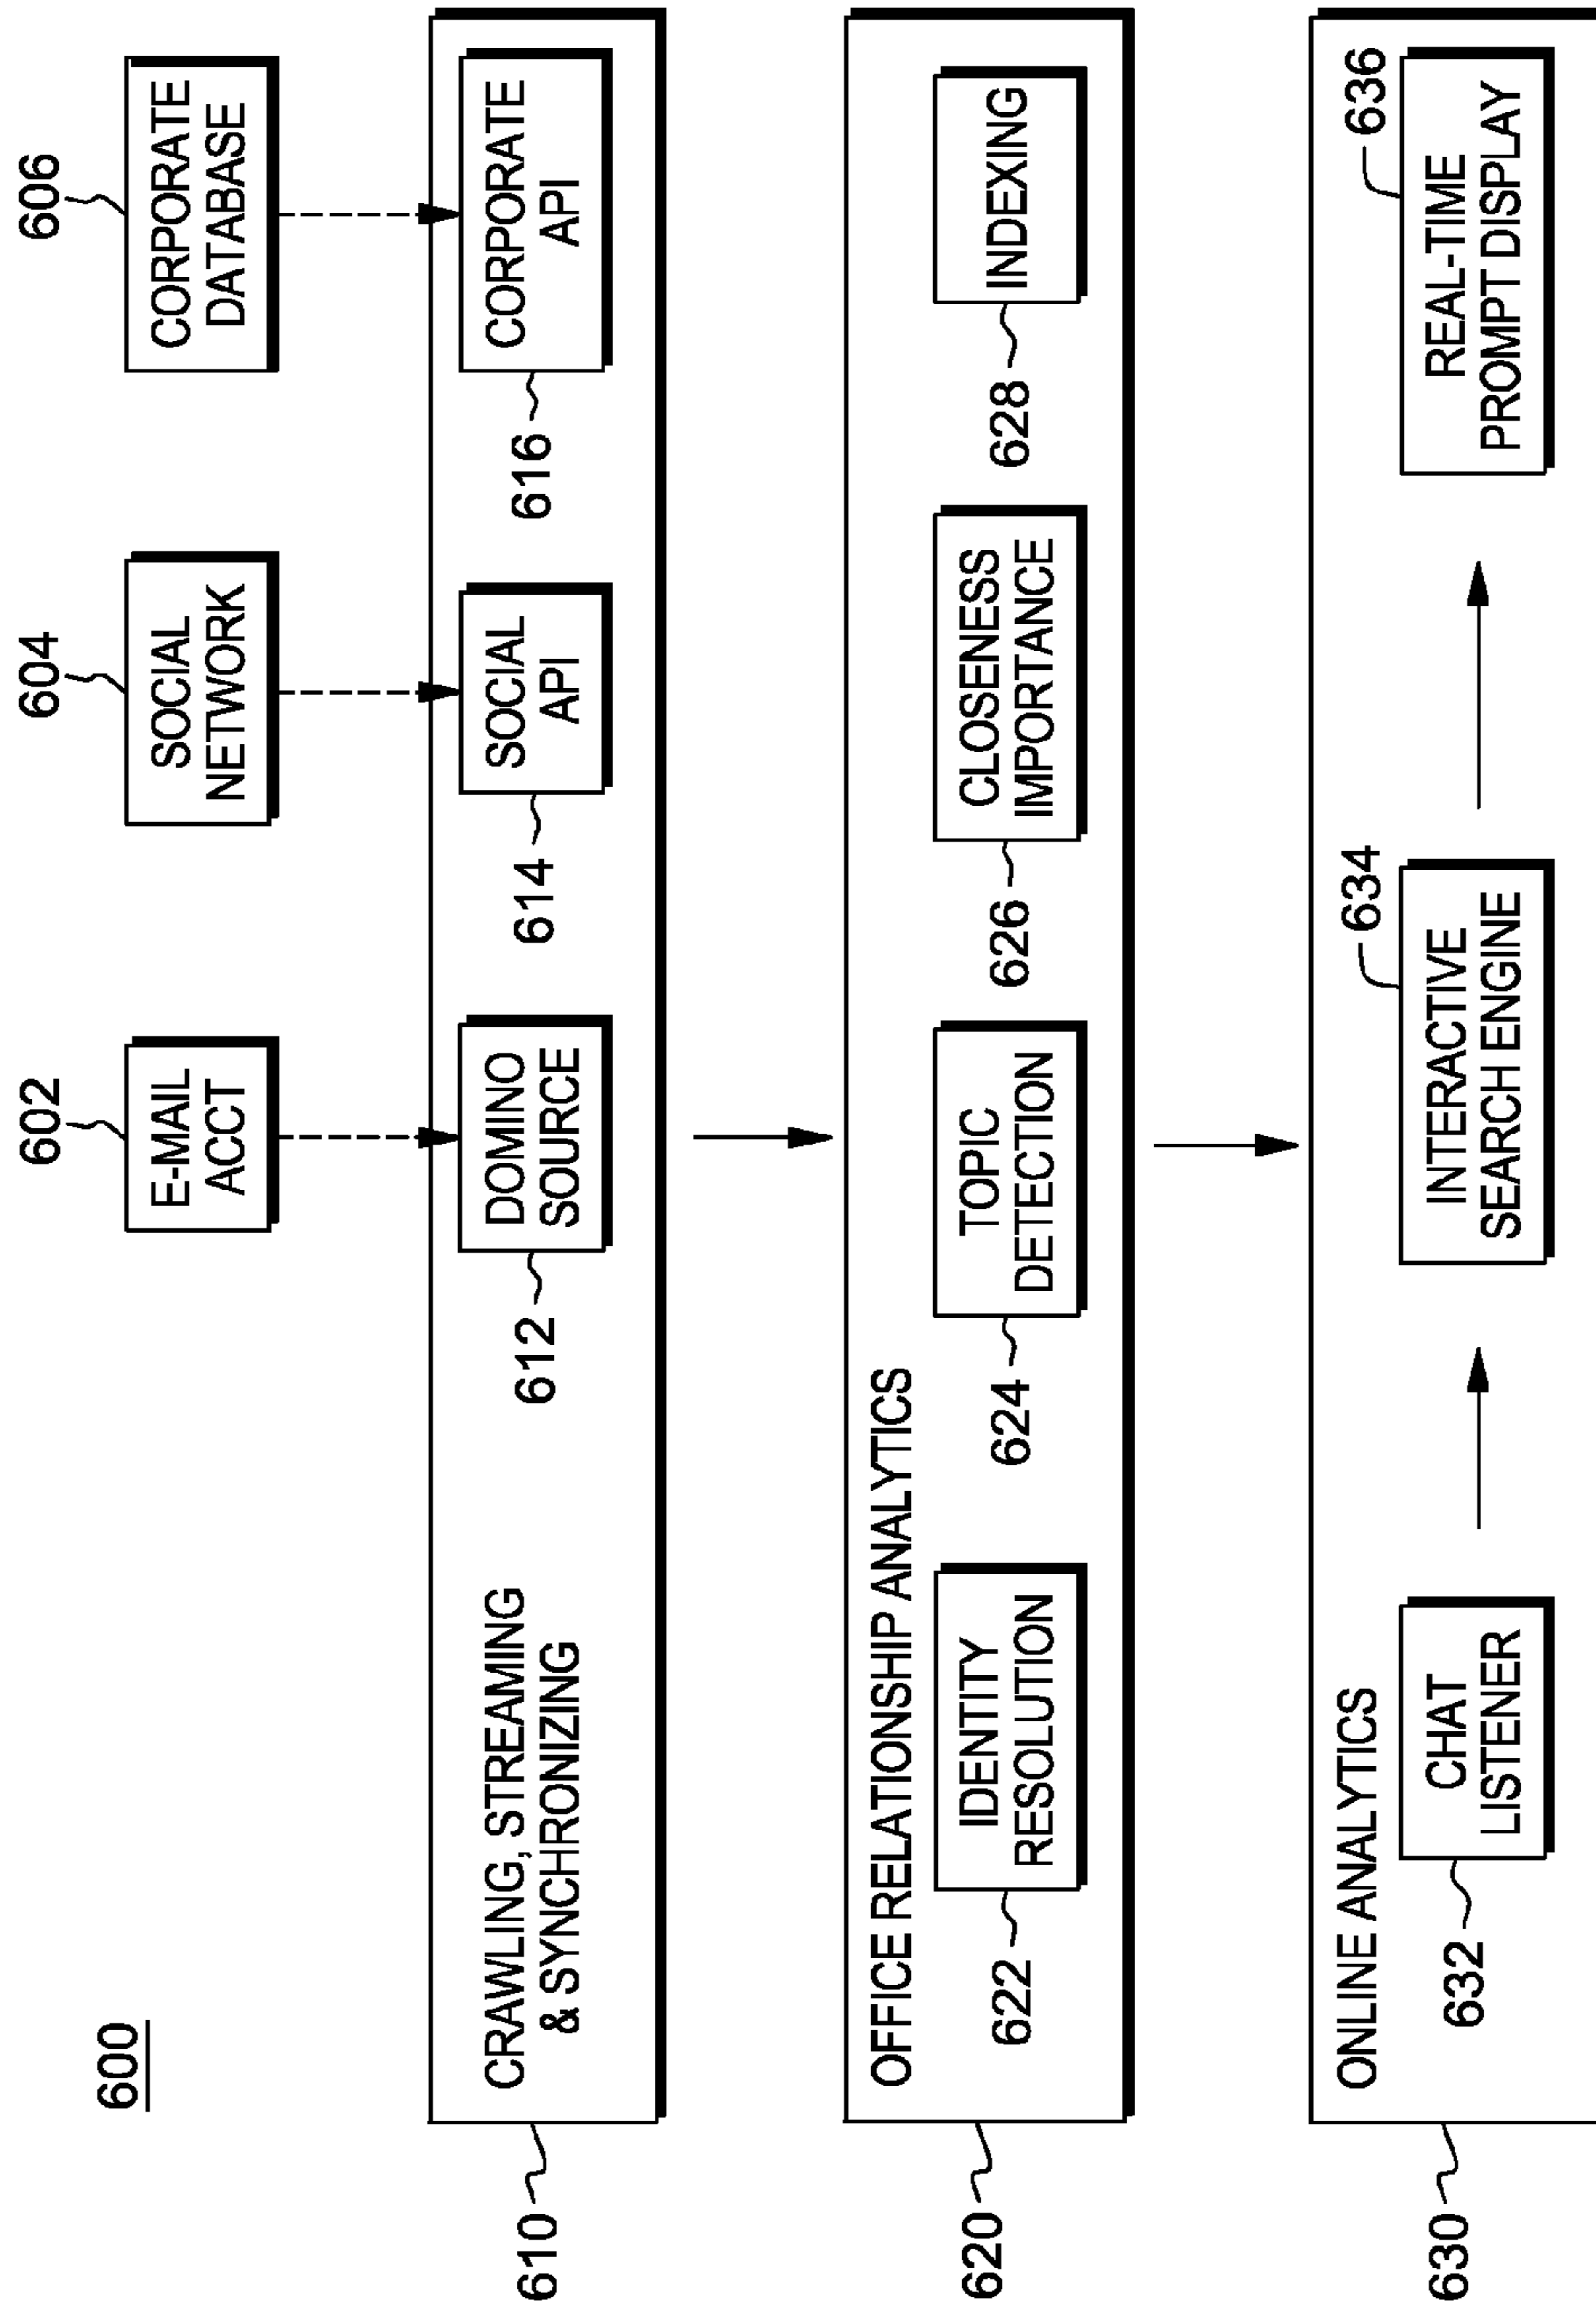 600
602
604
606
E-MAIL
ACCT
SOCIAL
NETWORK
CORPORATE
DATABASE
610
CRAWLING, STREAMING
& SYNCHRONIZING
612
DOMINO
SOURCE
614
SOCIAL
API
616
CORPORATE
API
620
OFFICE RELATIONSHIP ANALYTICS
622
IDENTITY
RESOLUTION
624
TOPIC
DETECTION
626
CLOSENESS
IMPORTANCE
628
INDEXING
630
ONLINE ANALYTICS
632
CHAT
LISTENER
634
INTERACTIVE
SEARCH ENGINE
636
REAL-TIME
PROMPT DISPLAY